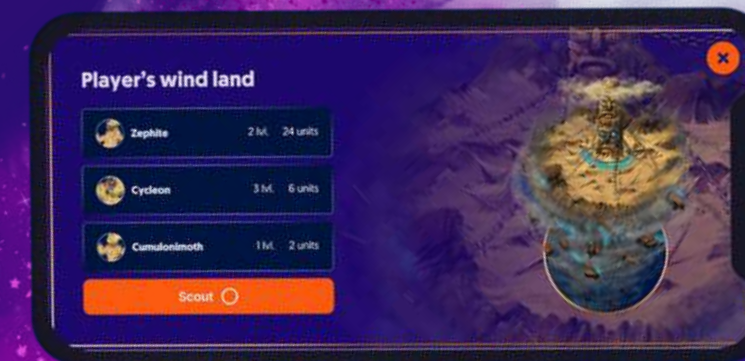 Player's wind land
Zephite 2 lvl. 24 units
Cycleon 3 lvl. 6 units
Cumulonimoth 1 lvl. 2 units
Scout